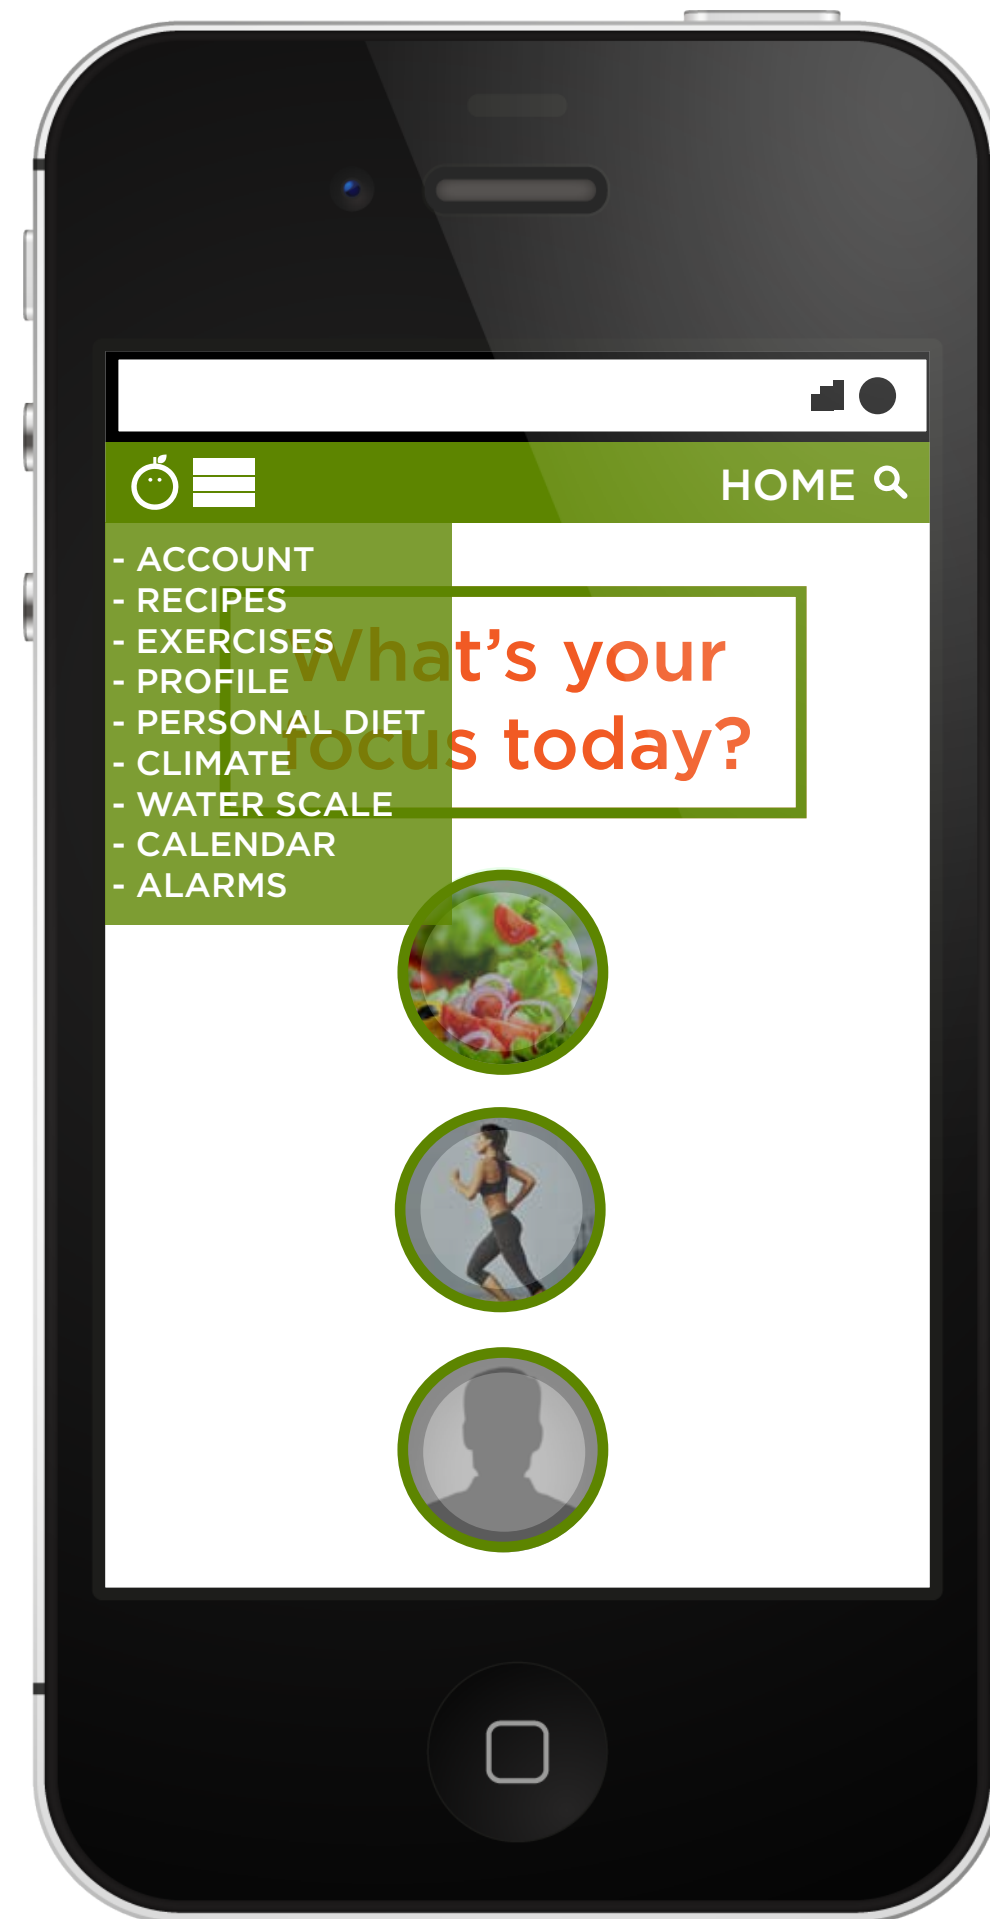 HOME
- ACCOUNT
- RECIPES
- EXERCISES
- PROFILE
- PERSONAL DIET
- CLIMATE
- WATER SCALE
- CALENDAR
- ALARMS
What’s your
focus today?